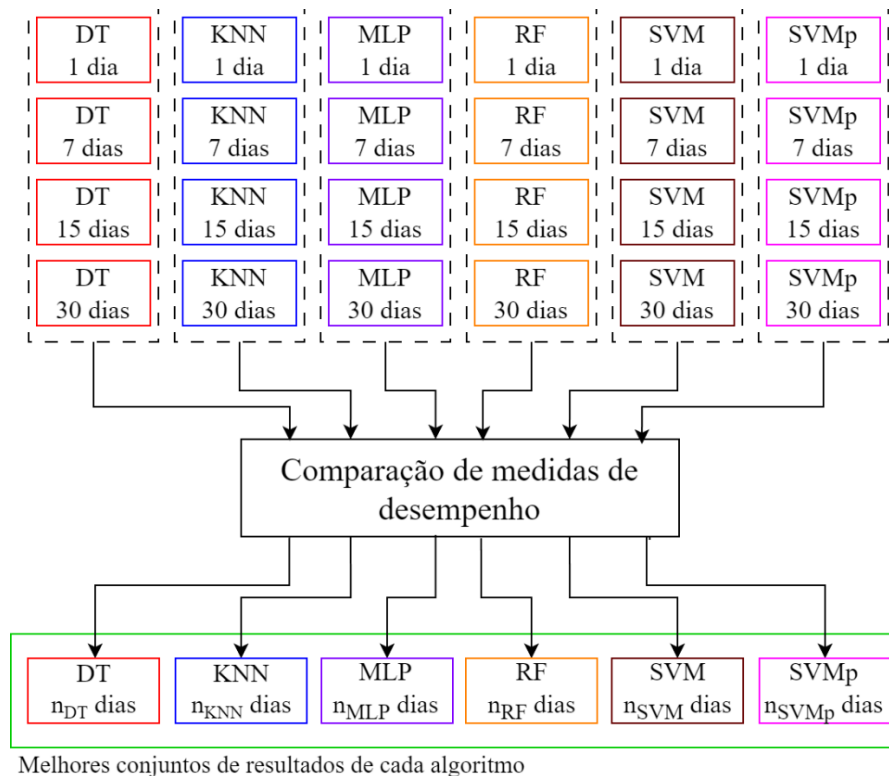 DT
1 dia
KNN
1 dia
MLP
1 dia
RF
1 dia
SVM
1 dia
SVMp
1 dia
DT
7 dias
KNN
7 dias
MLP
7 dias
RF
7 dias
SVM
7 dias
SVMp
7 dias
DT
15 dias
KNN
15 dias
MLP
15 dias
RF
15 dias
SVM
15 dias
SVMp
15 dias
DT
30 dias
KNN
30 dias
MLP
30 dias
RF
30 dias
SVM
30 dias
SVMp
30 dias
Comparação de medidas de
desempenho
DT
nDT dias
KNN
nKNN dias
MLP
nMLP dias
RF
nRF dias
SVM
nSVM dias
SVMp
nSVMp dias
Melhores conjuntos de resultados de cada algoritmo